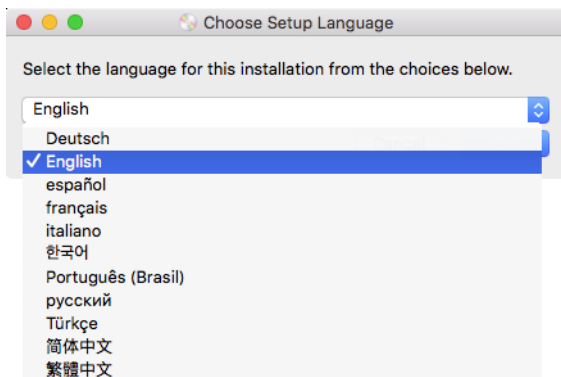 Choose Setup Language
Select the language for this installation from the choices below.
English
Deutsch
✓ English
español
français
italiano
한국어
Português (Brasil)
русский
Türkçe
简体中文
繁體中文